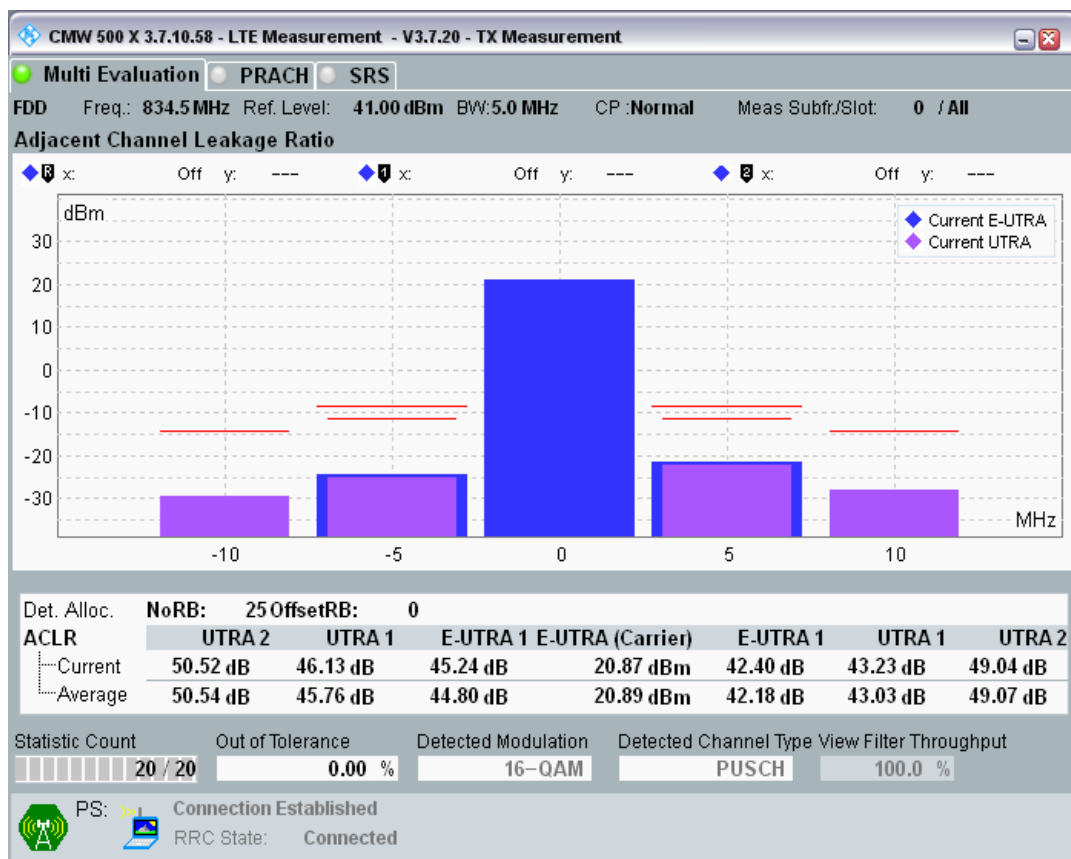 CMW 500 X 3.7.10.58 - LTE Measurement - V3.7.20 - TX Measurement
Multi Evaluation PRACH SRS
FDD Freq.: 834.5 MHz Ref. Level: 41.00 dBm BW:5.0 MHz CP :Normal Meas Subfr./Slot: 0 / All
Adjacent Channel Leakage Ratio
R x: Off y: --- 1 x: Off y: --- 2 x: Off y: ---
dBm
Current E-UTRA
Current UTRA
30
20
10
0
-10
-20
-30
MHz
-10 -5 0 5 10
Det. Alloc. NoRB: 25 OffsetRB: 0
ACLR UTRA 2 UTRA 1 E-UTRA 1 E-UTRA (Carrier) E-UTRA 1 UTRA 1 UTRA 2
Current 50.52 dB 46.13 dB 45.24 dB 20.87 dBm 42.40 dB 43.23 dB 49.04 dB
Average 50.54 dB 45.76 dB 44.80 dB 20.89 dBm 42.18 dB 43.03 dB 49.07 dB
Statistic Count Out of Tolerance Detected Modulation Detected Channel Type View Filter Throughput
20 / 20 0.00 % 16-QAM PUSCH 100.0 %
PS: Connection Established
RRC State: Connected